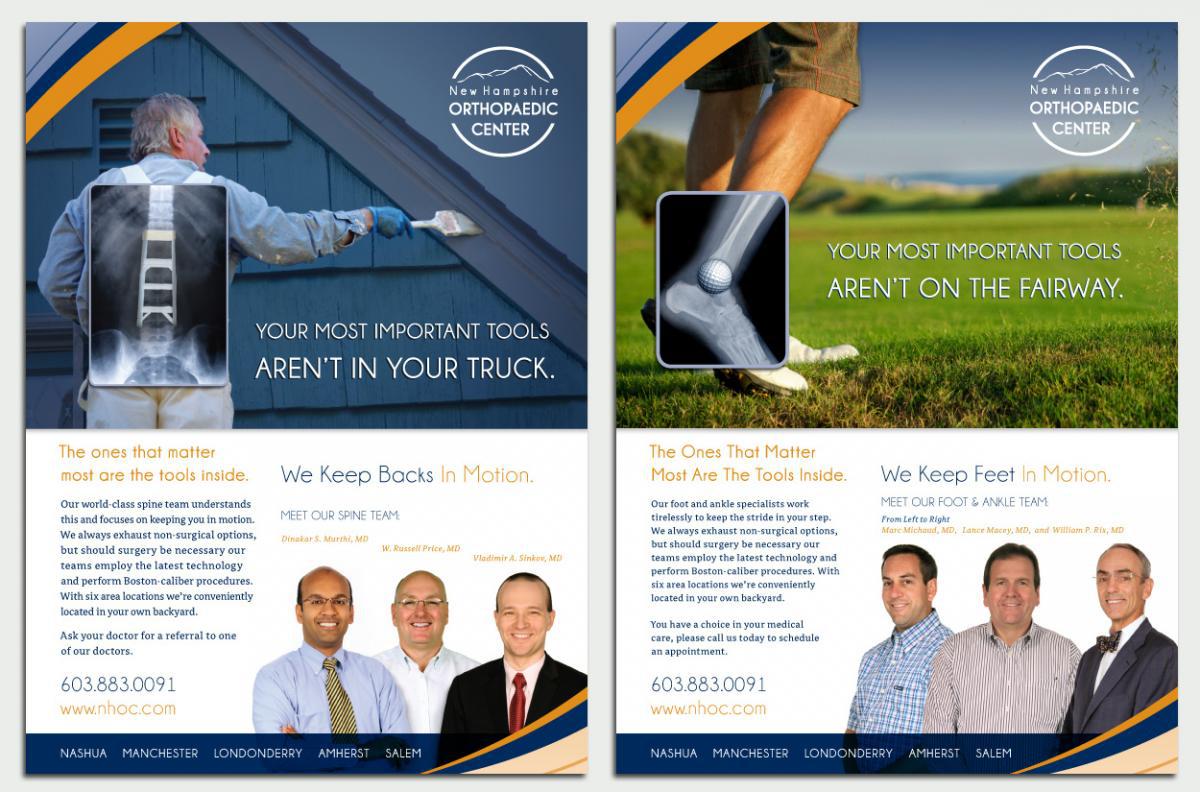 New Hampshire
ORTHOPAEDIC
CENTER
YOUR MOST IMPORTANT TOOLS
AREN'T IN YOUR TRUCK.
The ones that matter
most are the tools inside.
Our world-class spine team understands
this and focuses on keeping you in motion.
We always exhaust non-surgical options,
but should surgery be necessary our
teams employ the latest technology
and perform Boston-caliber procedures.
With six area locations we're conveniently
located in your own backyard.
Ask your doctor for a referral to one
of our doctors.
603.883.0091
www.nhoc.com
We Keep Backs In Motion.
MEET OUR SPINE TEAM:
Dinakar S. Murthi, MD
W. Russell Price, MD
Vladimir A. Sinkov, MD
NASHUA MANCHESTER LONDONDERRY AMHERST SALEM
New Hampshire
ORTHOPAEDIC
CENTER
YOUR MOST IMPORTANT TOOLS
AREN'T ON THE FAIRWAY.
The Ones That Matter
Most Are The Tools Inside.
Our foot and ankle specialists work
tirelessly to keep the stride in your step.
We always exhaust non-surgical options,
but should surgery be necessary our
teams employ the latest technology and
perform Boston-caliber procedures. With
six area locations we're conveniently
located in your own backyard.
You have a choice in your medical
care, please call us today to schedule
an appointment.
603.883.0091
www.nhoc.com
We Keep Feet In Motion.
MEET OUR FOOT & ANKLE TEAM:
From Left to Right
Marc Michaud, MD, Lance Macey, MD, and William P. Rix, MD
NASHUA MANCHESTER LONDONDERRY AMHERST SALEM